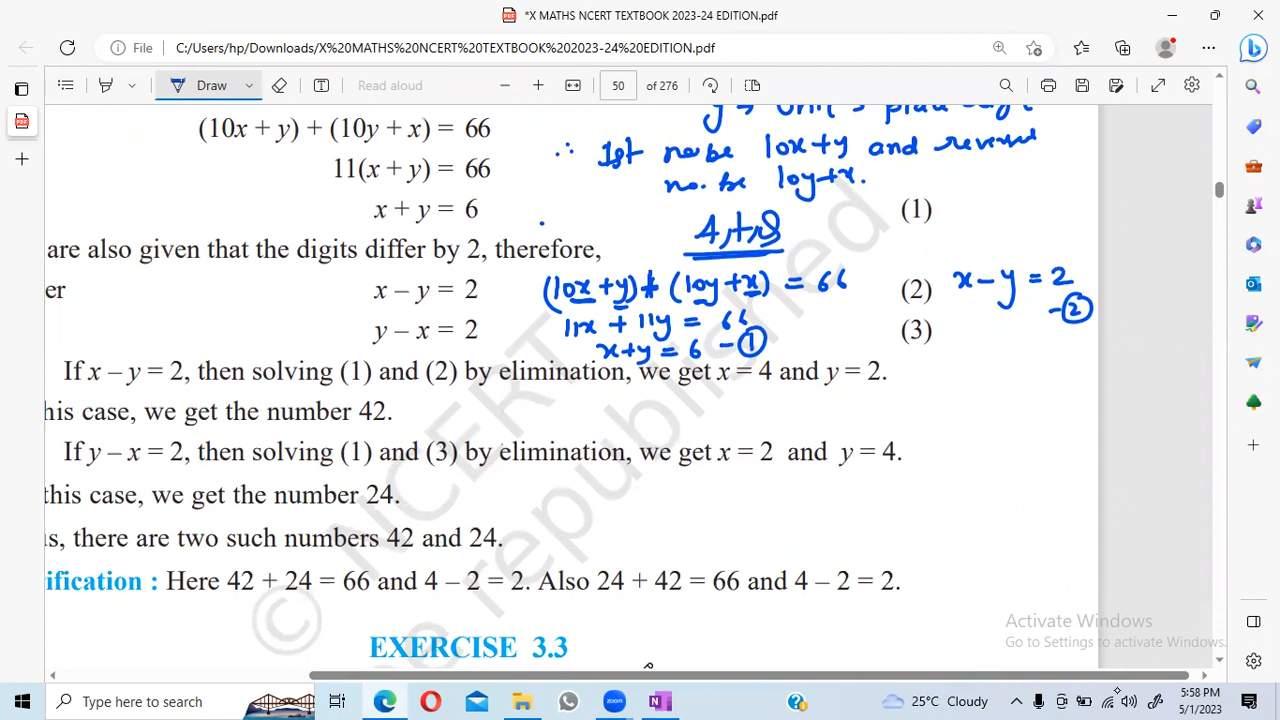 *X MATHS NCERT TEXTBOOK 2023-24 EDITION.pdf
File C:/Users/hp/Downloads/X%20MATHS%20NCERT%20TEXTBOOK%202023-24%20EDITION.pdf
Draw Read aloud 50 of 276
y → Unit's place digit
(10x + y) + (10y + x) = 66
∴ Ist no be 10x+y and reversed
11(x + y) = 66
no. be 10y+x.
x + y = 6 (1)
are also given that the digits differ by 2, therefore,
er x – y = 2 (2)
(10x+y)+(10y+x) = 66 x-y = 2
-②
y – x = 2 (3)
11x + 11y = 66
x+y = 6 -①
If x – y = 2, then solving (1) and (2) by elimination, we get x = 4 and y = 2.
his case, we get the number 42.
If y – x = 2, then solving (1) and (3) by elimination, we get x = 2 and y = 4.
this case, we get the number 24.
s, there are two such numbers 42 and 24.
ification : Here 42 + 24 = 66 and 4 – 2 = 2. Also 24 + 42 = 66 and 4 – 2 = 2.
EXERCISE 3.3
© NCERT
republished
Activate Windows
Go to Settings to activate Windows.
Type here to search
25°C Cloudy
5:58 PM
5/1/2023